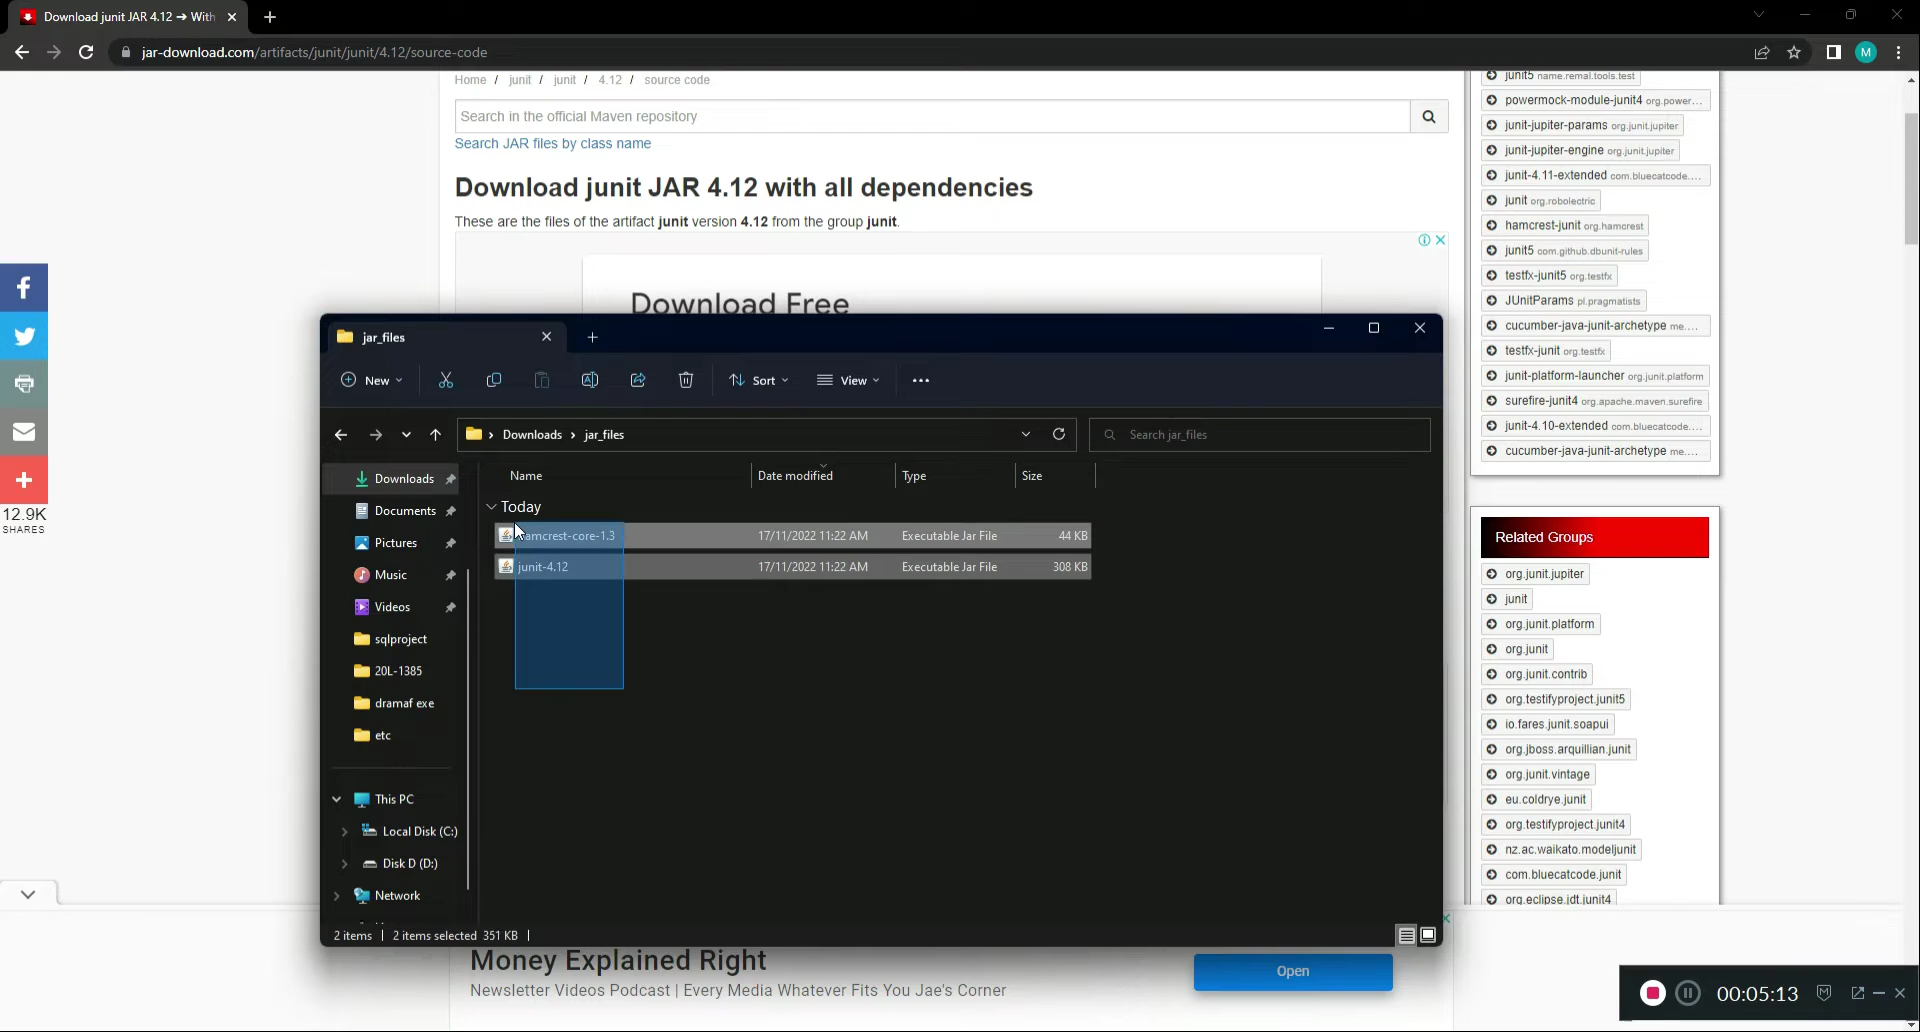 Download junit JAR 4.12 ➔ With
jar-download.com/artifacts/junit/junit/4.12/source-code
M
Home / junit / junit / 4.12 / source code
Search in the official Maven repository
Search JAR files by class name
Download junit JAR 4.12 with all dependencies
These are the files of the artifact junit version 4.12 from the group junit.
Download Free
12.9K
SHARES
jar_files
New
Sort
View
Downloads › jar_files
Search jar_files
Name
Date modified
Type
Size
Today
amcrest-core-1.3 17/11/2022 11:22 AM Executable Jar File 44 KB
junit-4.12 17/11/2022 11:22 AM Executable Jar File 308 KB
Downloads
Documents
Pictures
Music
Videos
sqlproject
20L-1385
dramaf exe
etc
This PC
Local Disk (C:)
Disk D (D:)
Network
2 items
2 items selected 351 KB
junit5 name.remal.tools.test
powermock-module-junit4 org.power...
junit-jupiter-params org.junit.jupiter
junit-jupiter-engine org.junit.jupiter
junit-4.11-extended com.bluecatcode....
junit org.robolectric
hamcrest-junit org.hamcrest
junit5 com.github.dbunit-rules
testfx-junit5 org.testfx
JUnitParams pl.pragmatists
cucumber-java-junit-archetype me....
testfx-junit org.testfx
junit-platform-launcher org.junit.platform
surefire-junit4 org.apache.maven.surefire
junit-4.10-extended com.bluecatcode....
cucumber-java-junit-archetype me....
Related Groups
org.junit.jupiter
junit
org.junit.platform
org.junit
org.junit.contrib
org.testifyproject.junit5
io.fares.junit.soapui
org.jboss.arquillian.junit
org.junit.vintage
eu.coldrye.junit
org.testifyproject.junit4
nz.ac.waikato.modeljunit
com.bluecatcode.junit
org.eclipse.jdt.junit4
Money Explained Right
Newsletter Videos Podcast | Every Media Whatever Fits You Jae's Corner
Open
00:05:13